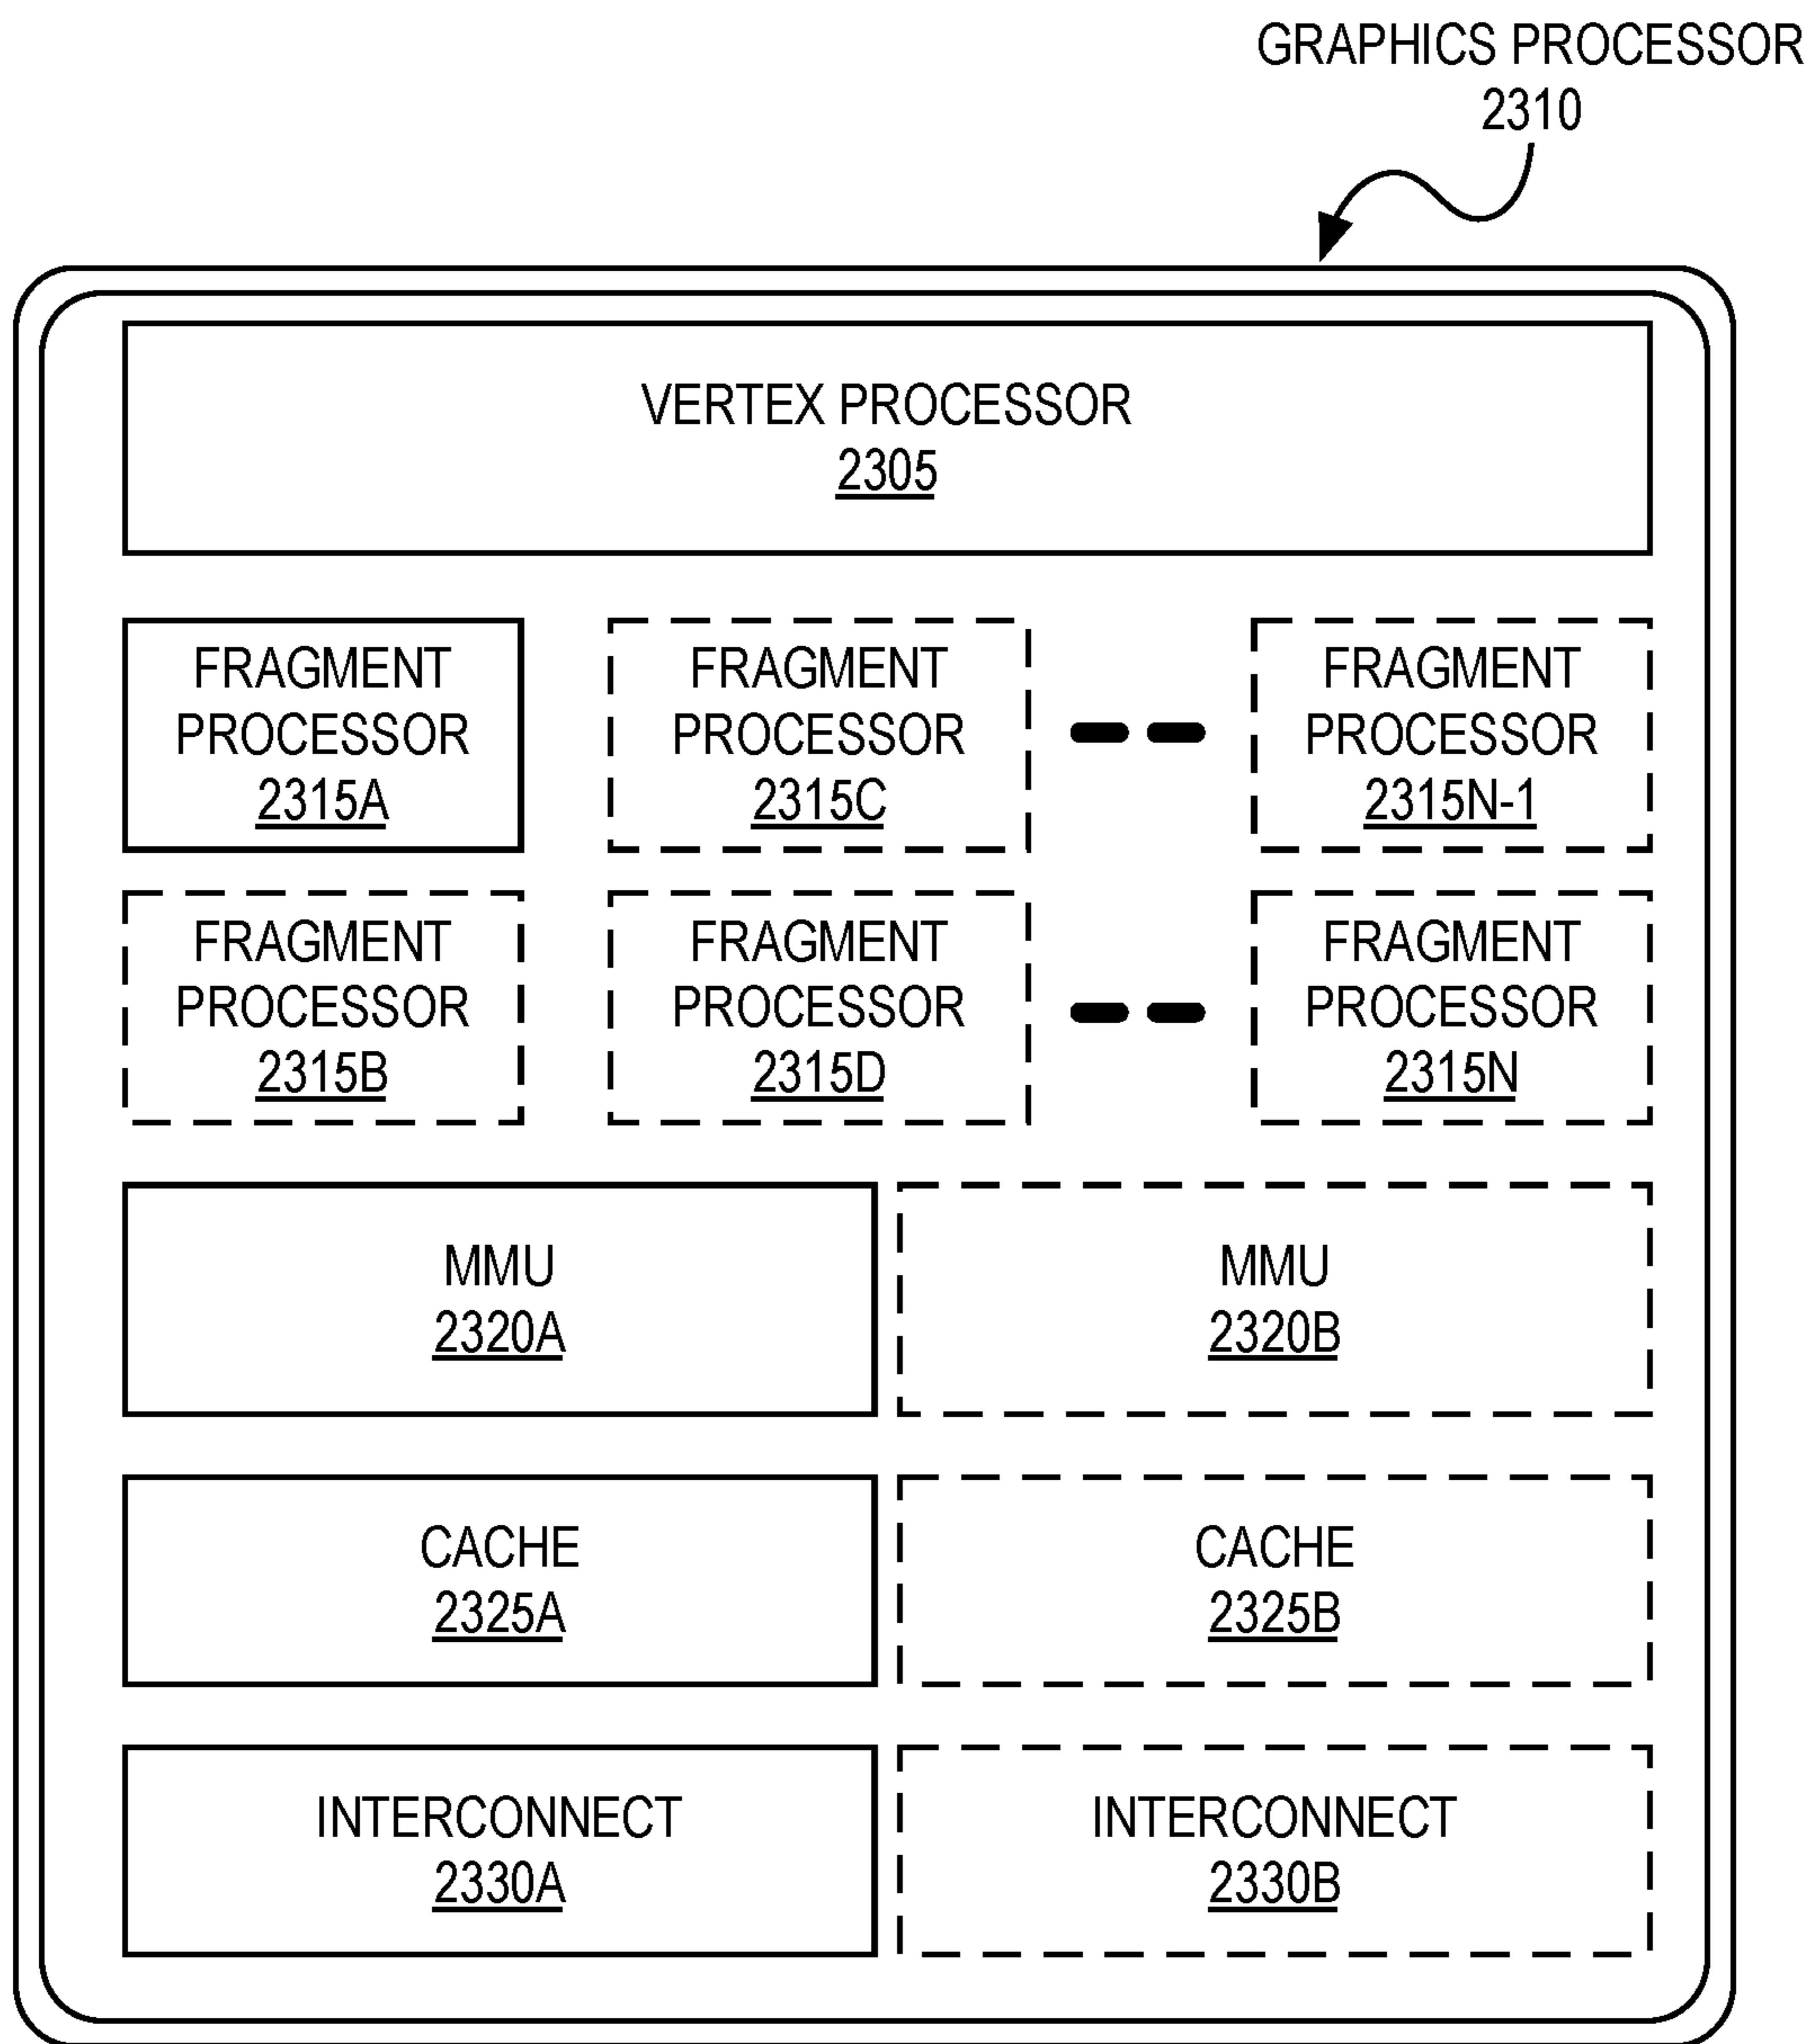 GRAPHICS PROCESSOR
2310
VERTEX PROCESSOR
2305
FRAGMENT
PROCESSOR
2315A
FRAGMENT
PROCESSOR
2315C
FRAGMENT
PROCESSOR
2315N-1
FRAGMENT
PROCESSOR
2315B
FRAGMENT
PROCESSOR
2315D
FRAGMENT
PROCESSOR
2315N
MMU
2320A
MMU
2320B
CACHE
2325A
CACHE
2325B
INTERCONNECT
2330A
INTERCONNECT
2330B